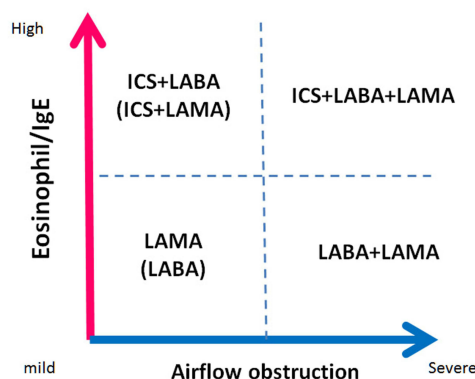 High
Eosinophil/IgE
ICS+LABA
(ICS+LAMA)
ICS+LABA+LAMA
LAMA
(LABA)
LABA+LAMA
mild
Airflow obstruction
Severe